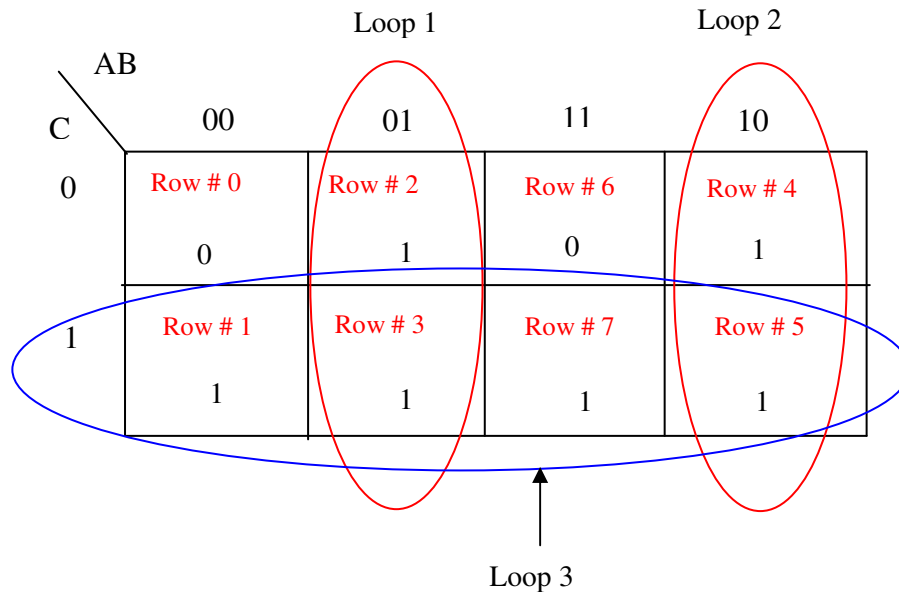 Loop 1 Loop 2
AB
C 00 01 11 10
0 Row # 0 Row # 2 Row # 6 Row # 4
0 1 0 1
1 Row # 1 Row # 3 Row # 7 Row # 5
1 1 1 1
Loop 3